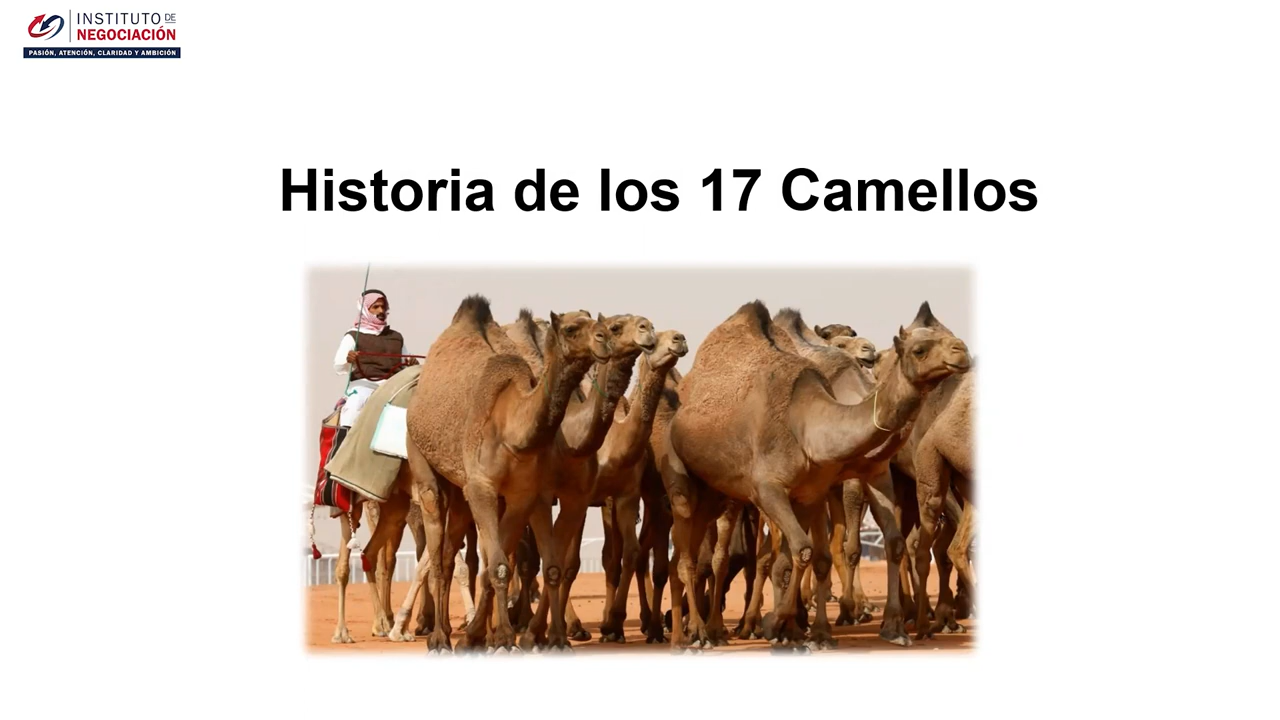 INSTITUTO DE
NEGOCIACIÓN
PASIÓN, ATENCIÓN, CLARIDAD Y AMBICIÓN
Historia de los 17 Camellos